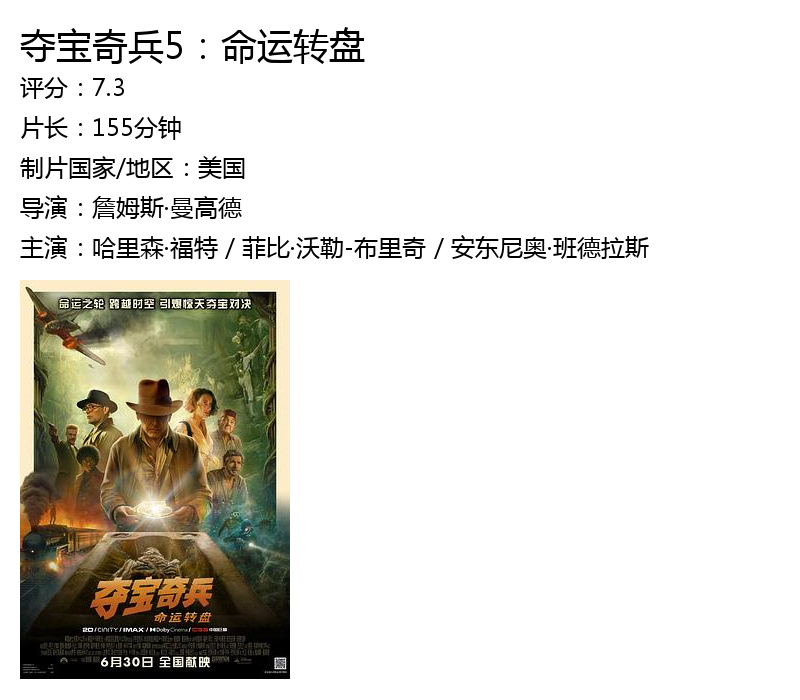 夺宝奇兵5：命运转盘
评分：7.3
片长：155分钟
制片国家/地区：美国
导演：詹姆斯·曼高德
主演：哈里森·福特 / 菲比·沃勒-布里奇 / 安东尼奥·班德拉斯
命运之轮 跨越时空 引爆惊天夺宝对决
夺宝奇兵
命运转盘
2D / CINITY / IMAX / Dolby Cinema /
6月30日 全国献映